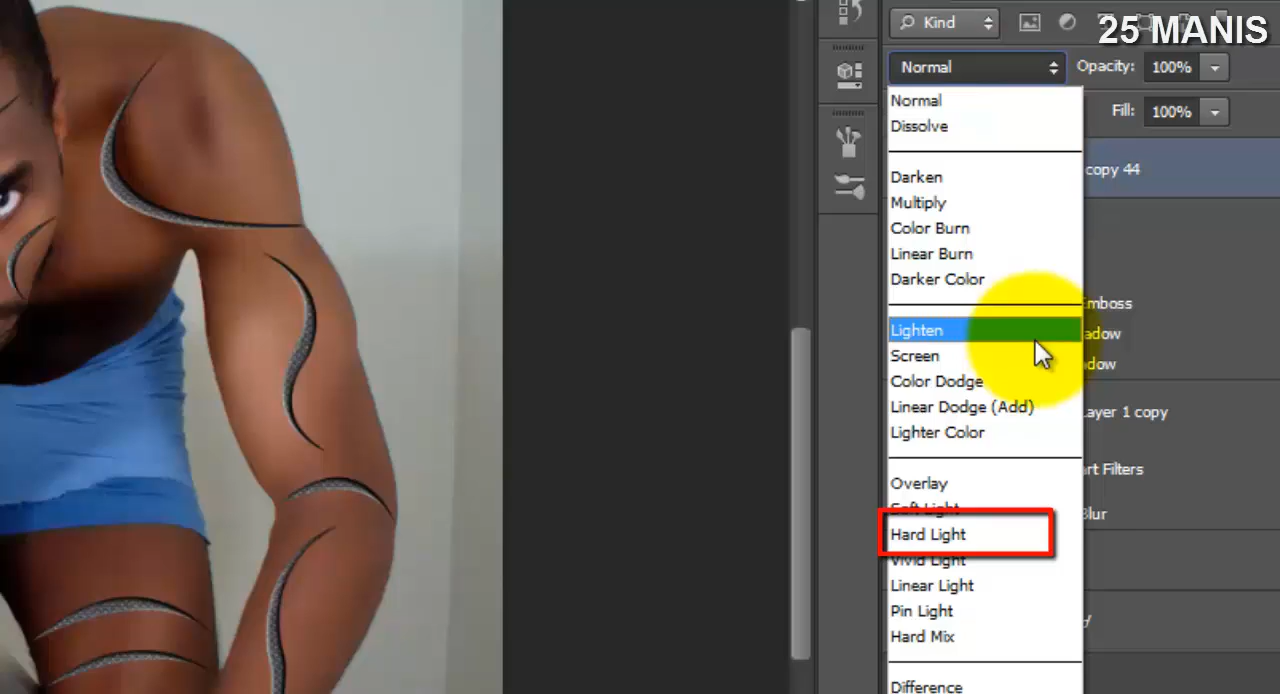 Kind
25 MANIS
Normal
Opacity: 100%
Normal
Dissolve
Fill: 100%
Darken
Multiply
Color Burn
Linear Burn
Darker Color
Lighten
Screen
Color Dodge
Linear Dodge (Add)
Lighter Color
Overlay
Soft Light
Hard Light
Vivid Light
Linear Light
Pin Light
Hard Mix
Difference
copy 44
Emboss
adow
dow
ayer 1 copy
rt Filters
Blur